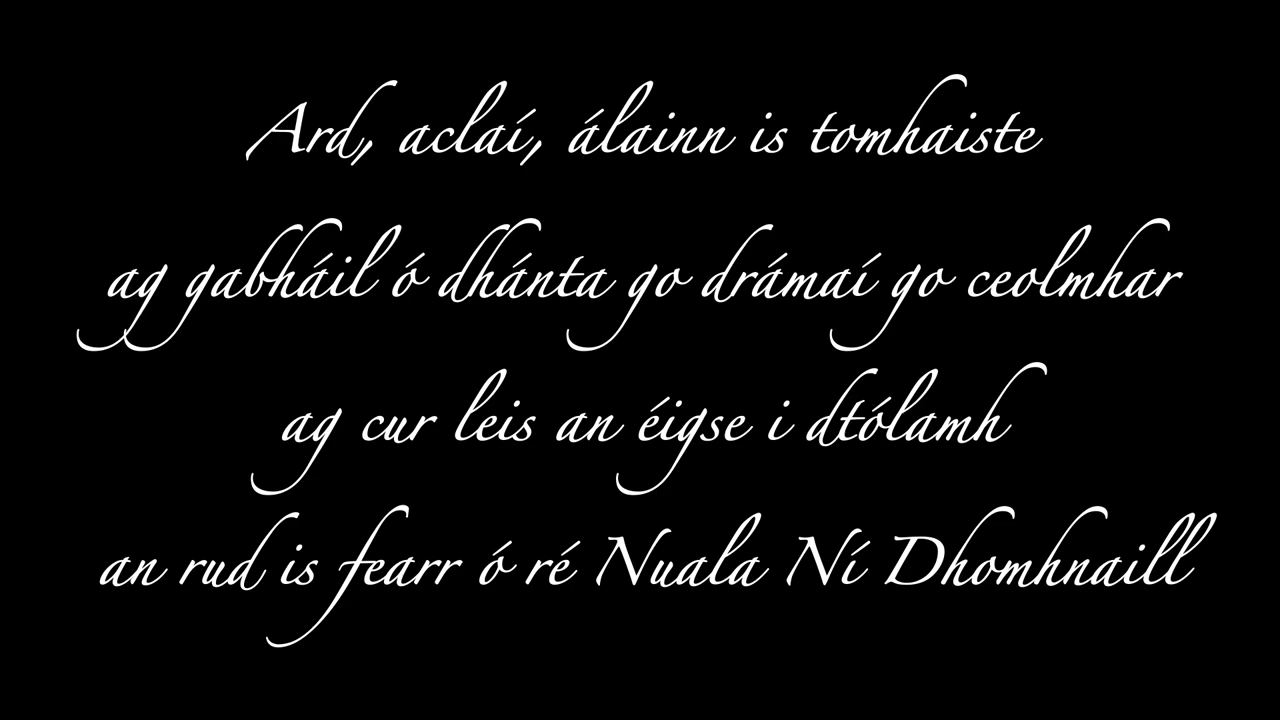 Ard, aclaí, álainn is tomhaiste
ag gabháil ó dhánta go drámaí go ceolmhar
ag cur leis an éigse i dtólamh
an rud is fearr ó ré Nuala Ní Dhomhnaill